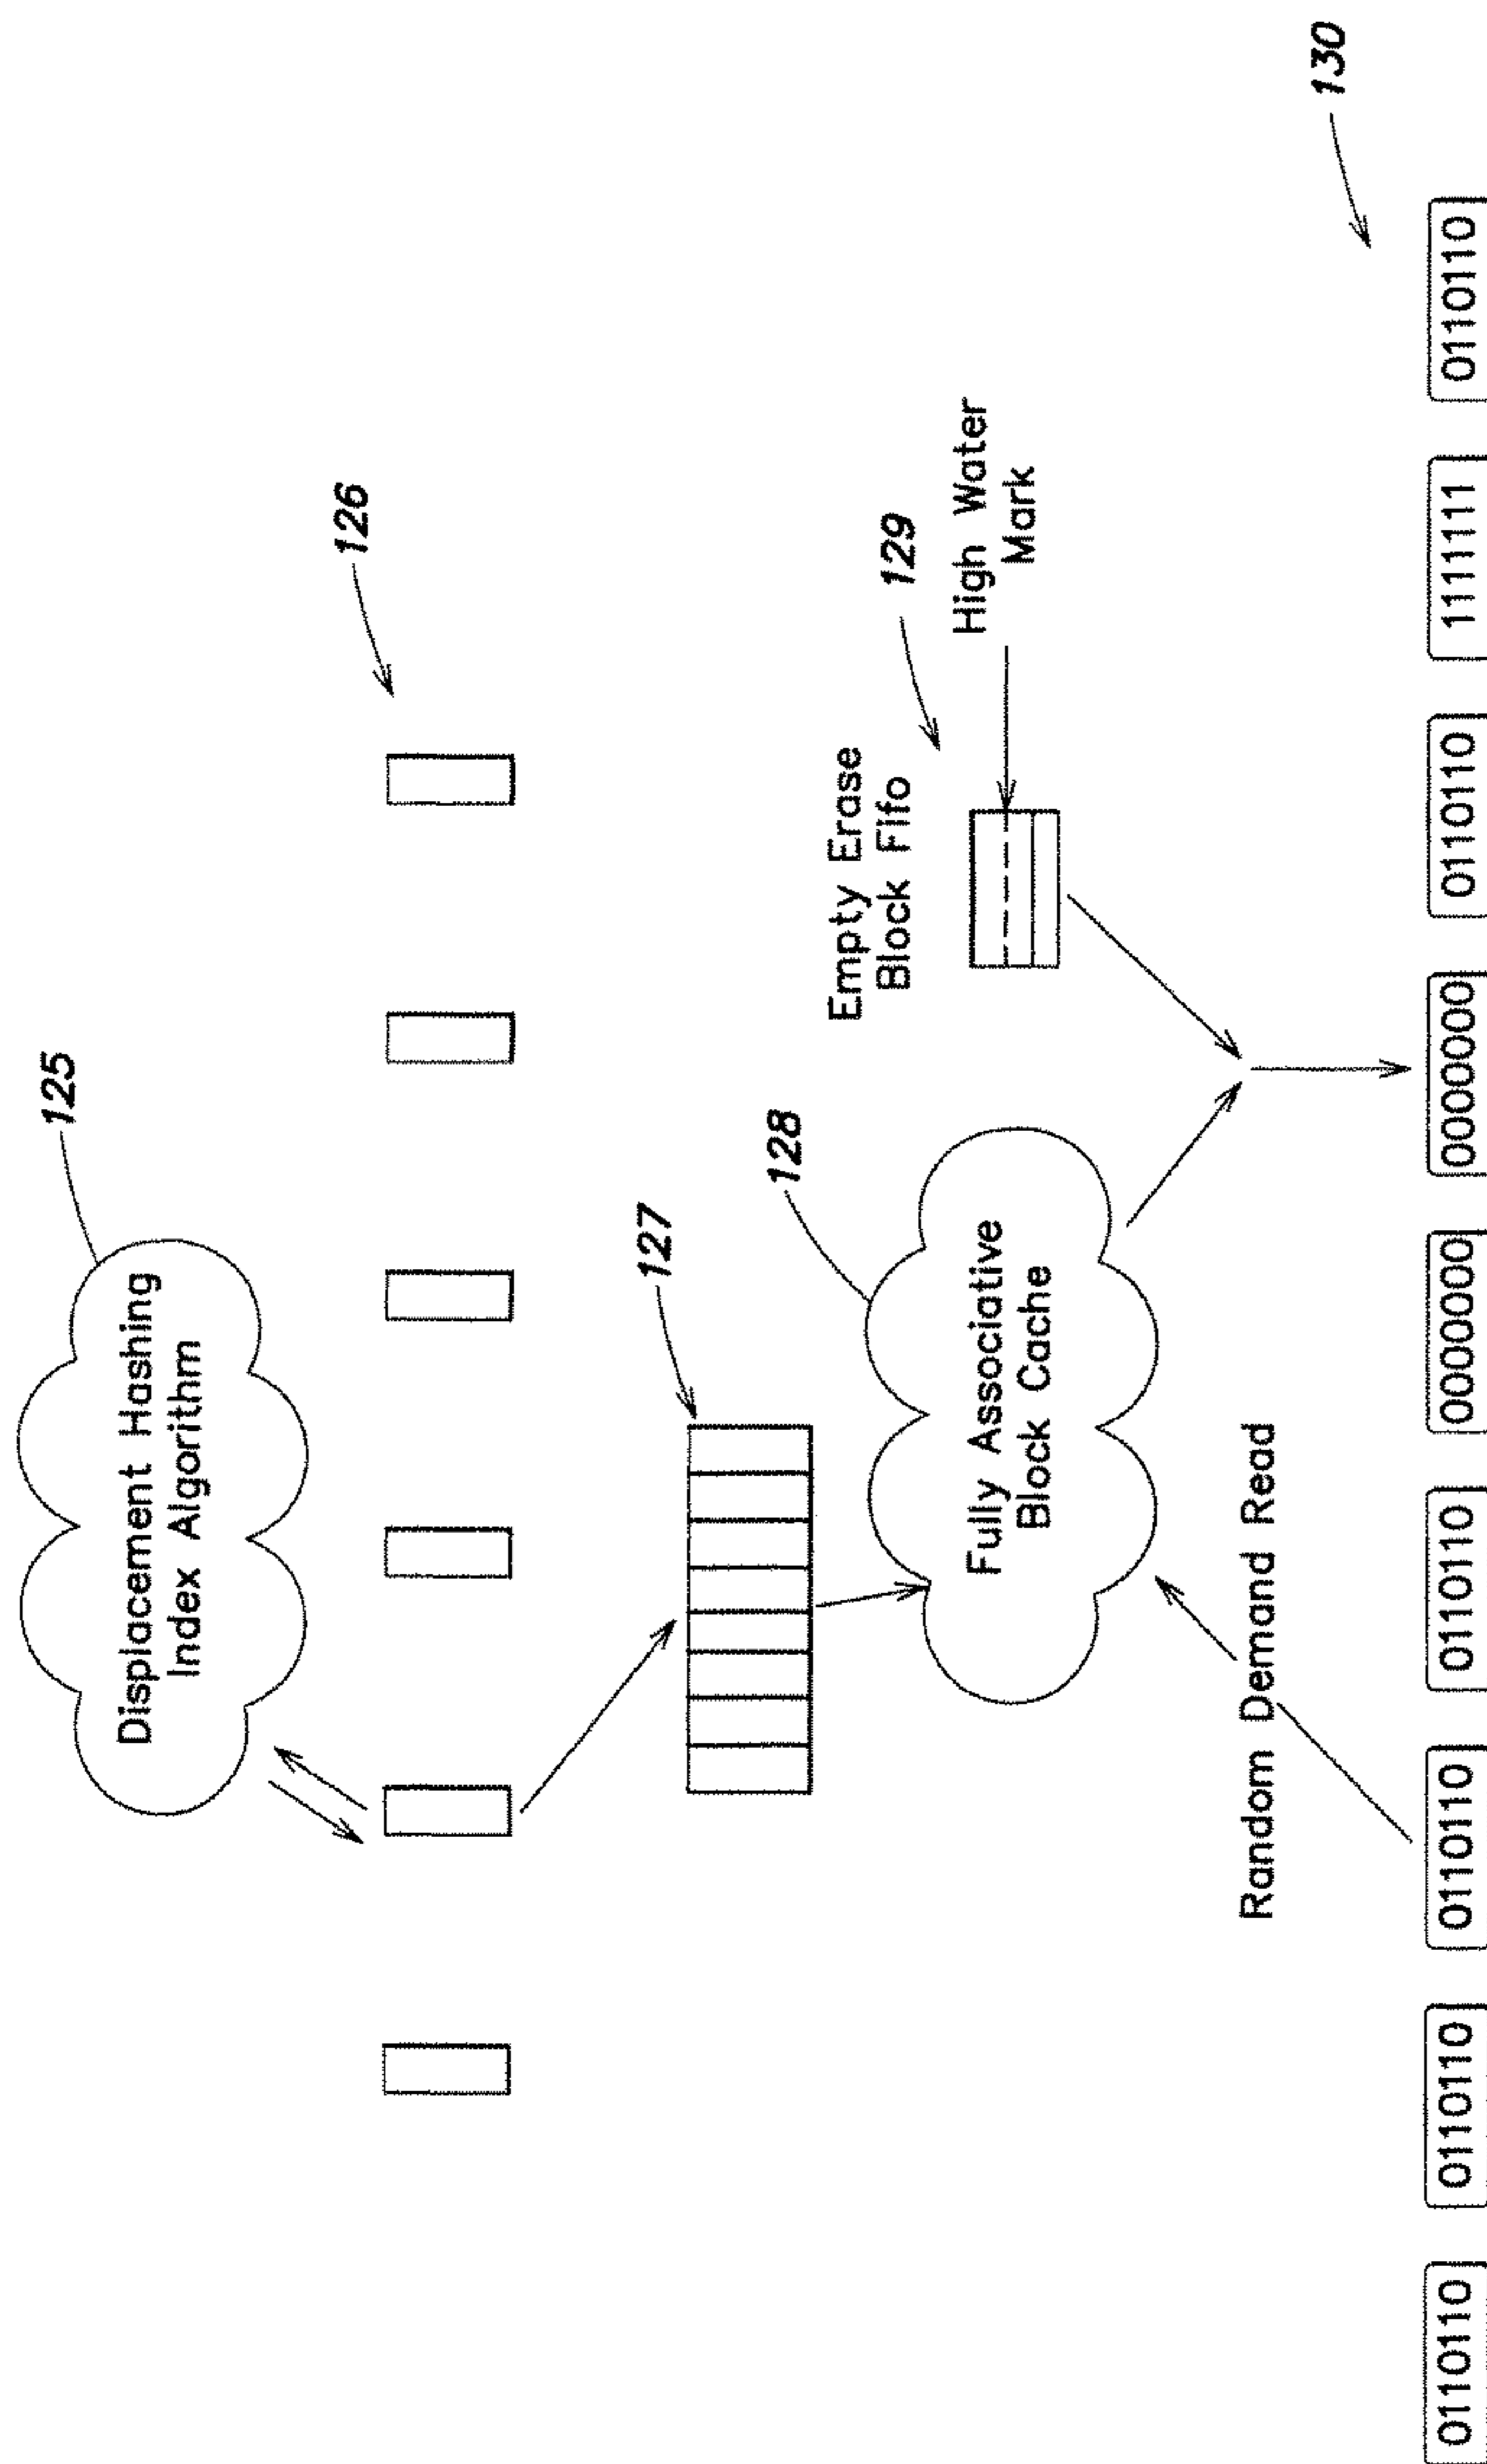 125
Displacement Hashing
Index Algorithm
126
127
128
Fully Associative
Block Cache
Empty Erase
Block Fifo
129
High Water
Mark
Random Demand Read
130
0110110 0110110 0110110 0110110 0000000 0000000 0110110 1111111 0110110